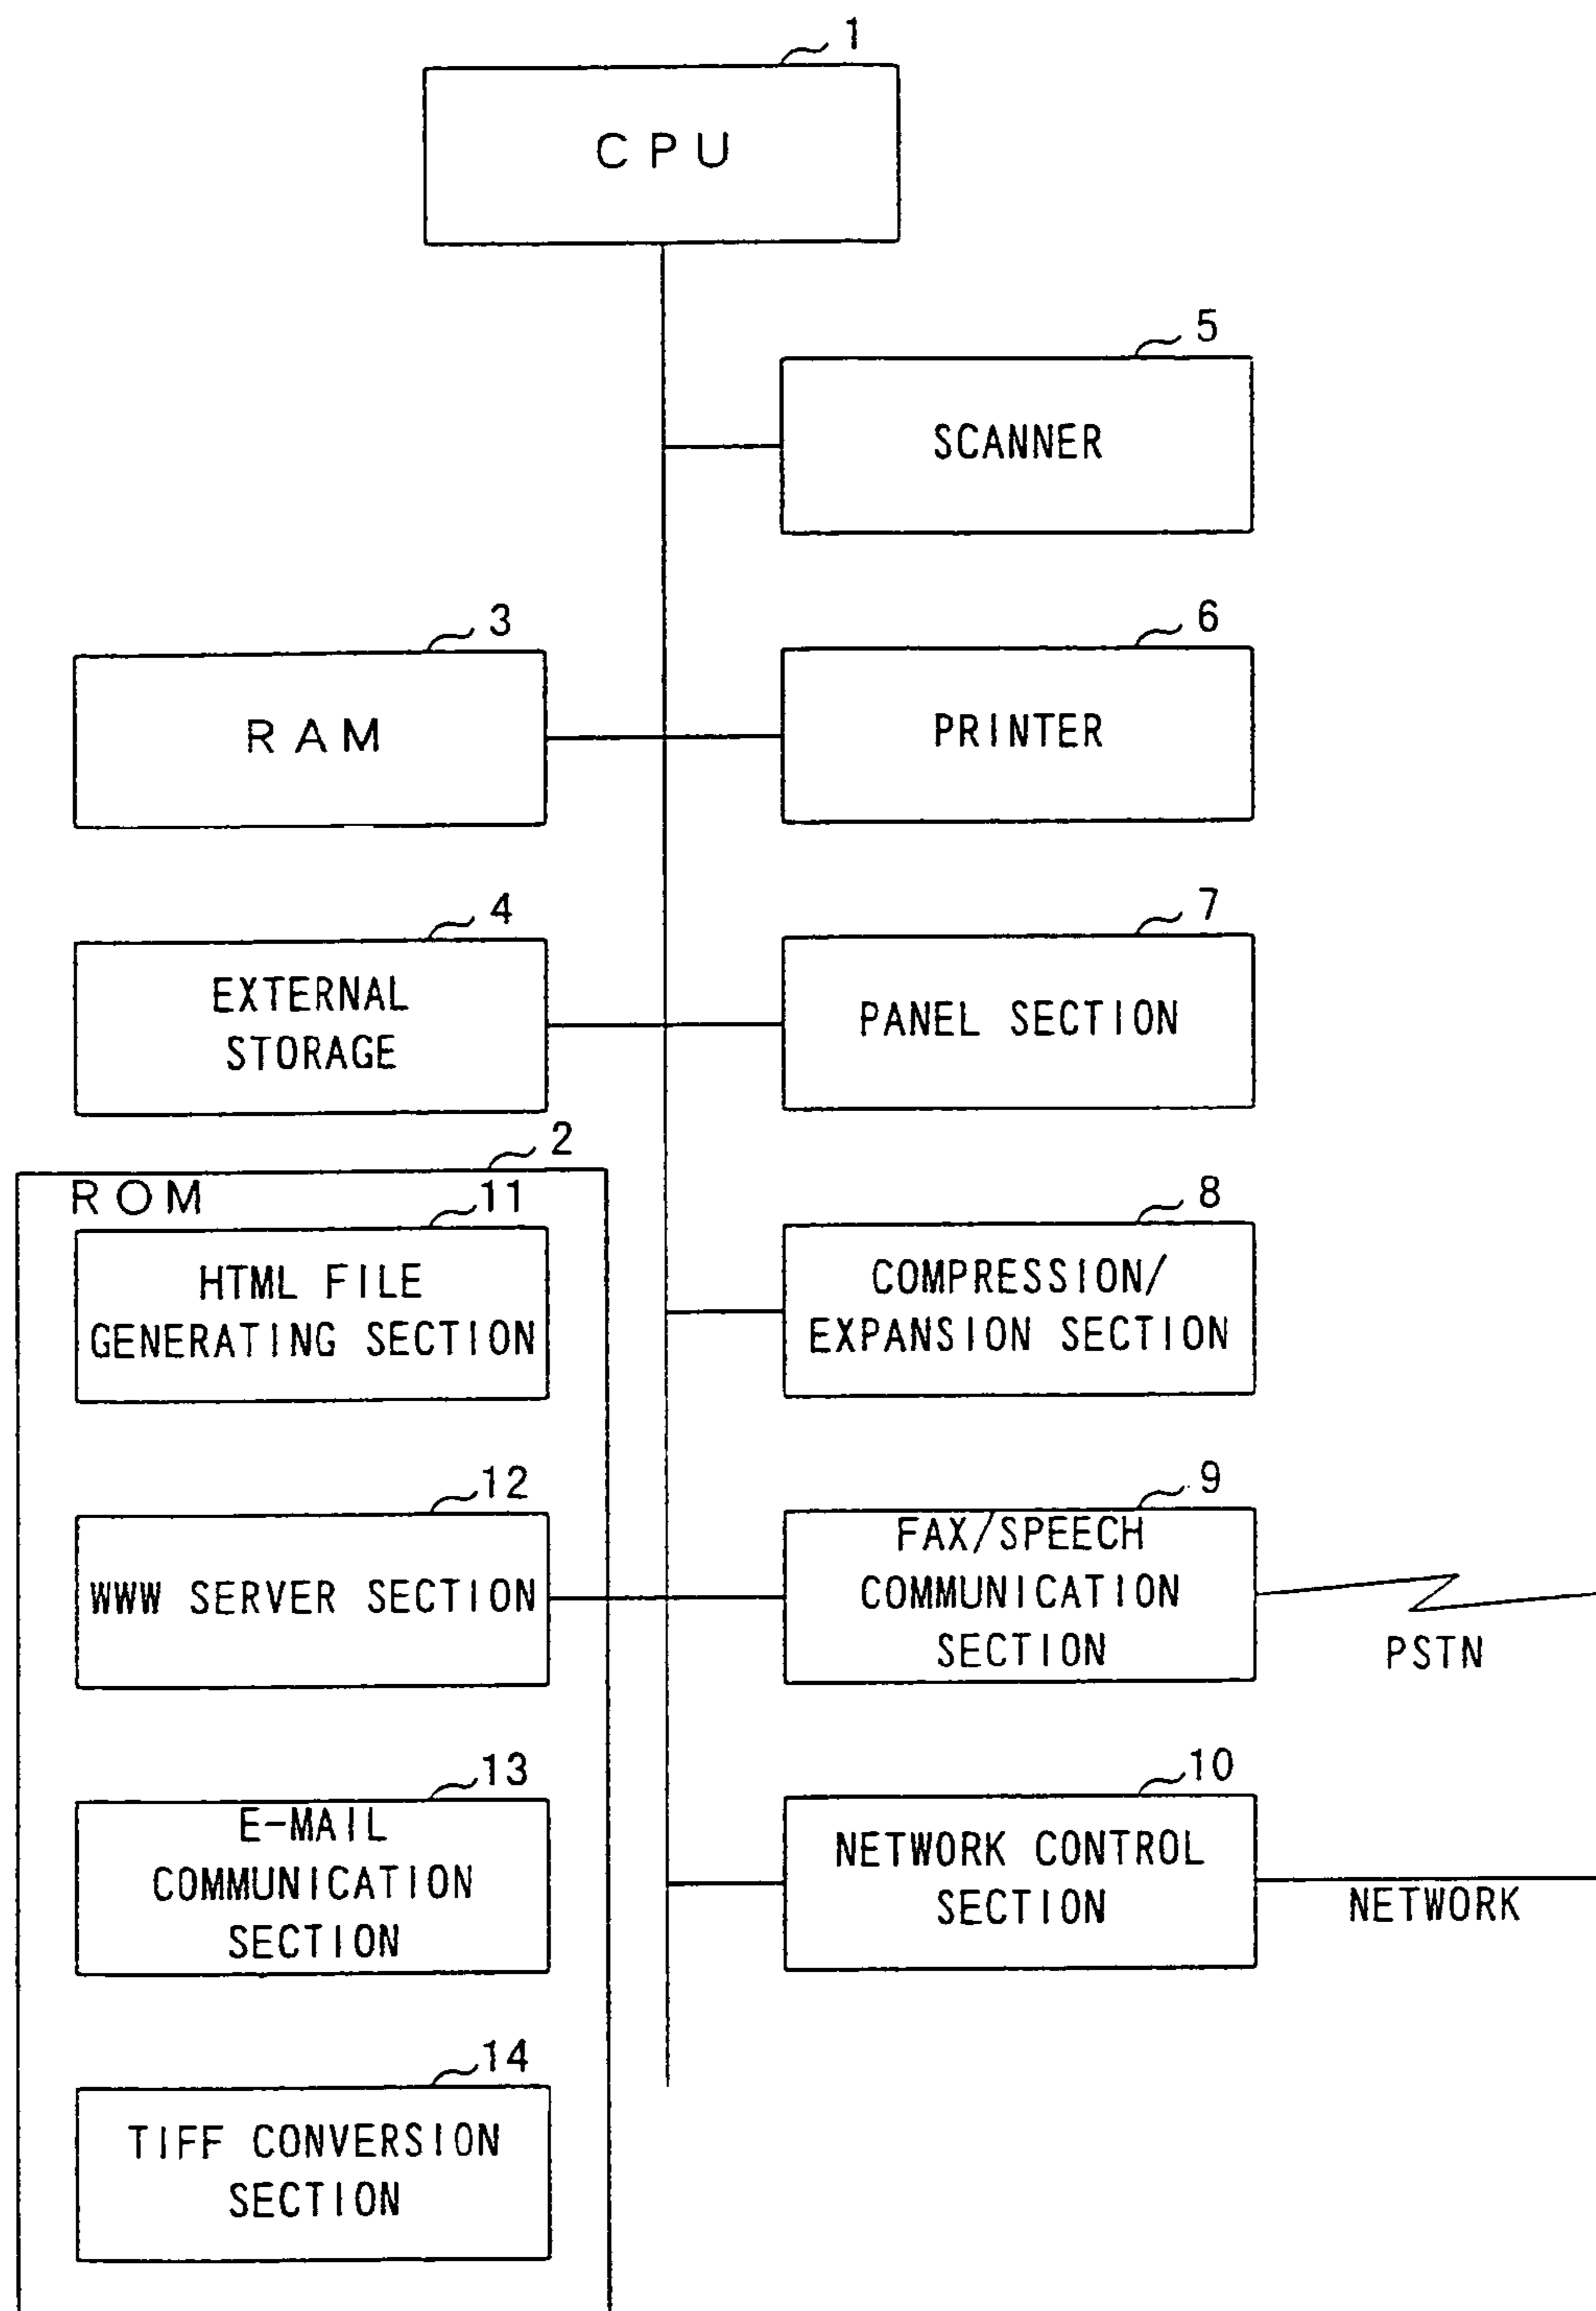 1
CPU
5
SCANNER
3
RAM
6
PRINTER
4
EXTERNAL
STORAGE
7
PANEL SECTION
2
ROM
11
HTML FILE
GENERATING SECTION
8
COMPRESSION/
EXPANSION SECTION
12
WWW SERVER SECTION
9
FAX/SPEECH
COMMUNICATION
SECTION
PSTN
13
E-MAIL
COMMUNICATION
SECTION
10
NETWORK CONTROL
SECTION
NETWORK
14
TIFF CONVERSION
SECTION